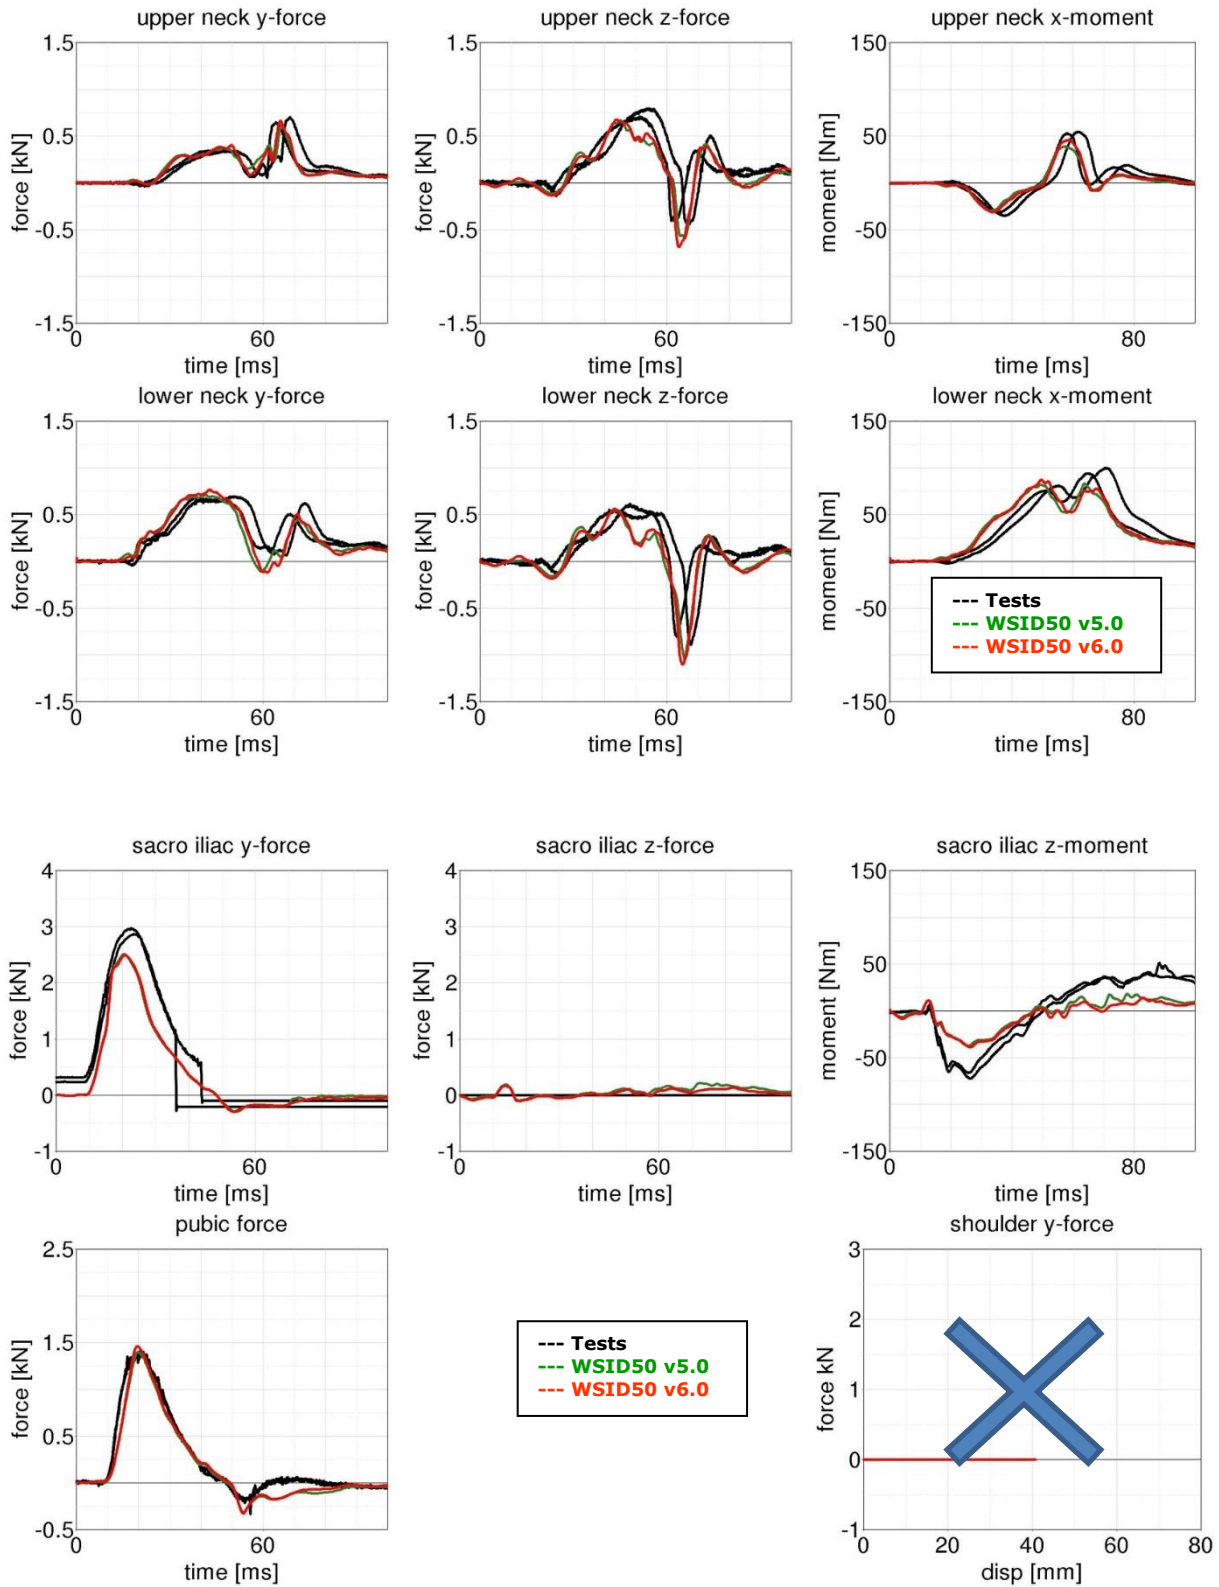 upper neck y-force
upper neck z-force
upper neck x-moment
1.5
0.5
-0.5
-1.5
force [kN]
0
60
time [ms]
1.5
0.5
-0.5
-1.5
force [kN]
0
60
time [ms]
150
50
-50
-150
moment [Nm]
0
80
time [ms]
lower neck y-force
lower neck z-force
lower neck x-moment
1.5
0.5
-0.5
-1.5
force [kN]
0
60
time [ms]
1.5
0.5
-0.5
-1.5
force [kN]
0
60
time [ms]
150
50
-50
-150
moment [Nm]
0
80
time [ms]
--- Tests
--- WSID50 v5.0
--- WSID50 v6.0
sacro iliac y-force
sacro iliac z-force
sacro iliac z-moment
4
3
2
1
0
-1
force [kN]
0
60
time [ms]
4
3
2
1
0
-1
force [kN]
0
60
time [ms]
150
50
-50
-150
moment [Nm]
0
80
time [ms]
pubic force
shoulder y-force
2.5
1.5
0.5
-0.5
force [kN]
0
60
time [ms]
--- Tests
--- WSID50 v5.0
--- WSID50 v6.0
3
2
1
0
-1
force kN
0
20
40
60
80
disp [mm]